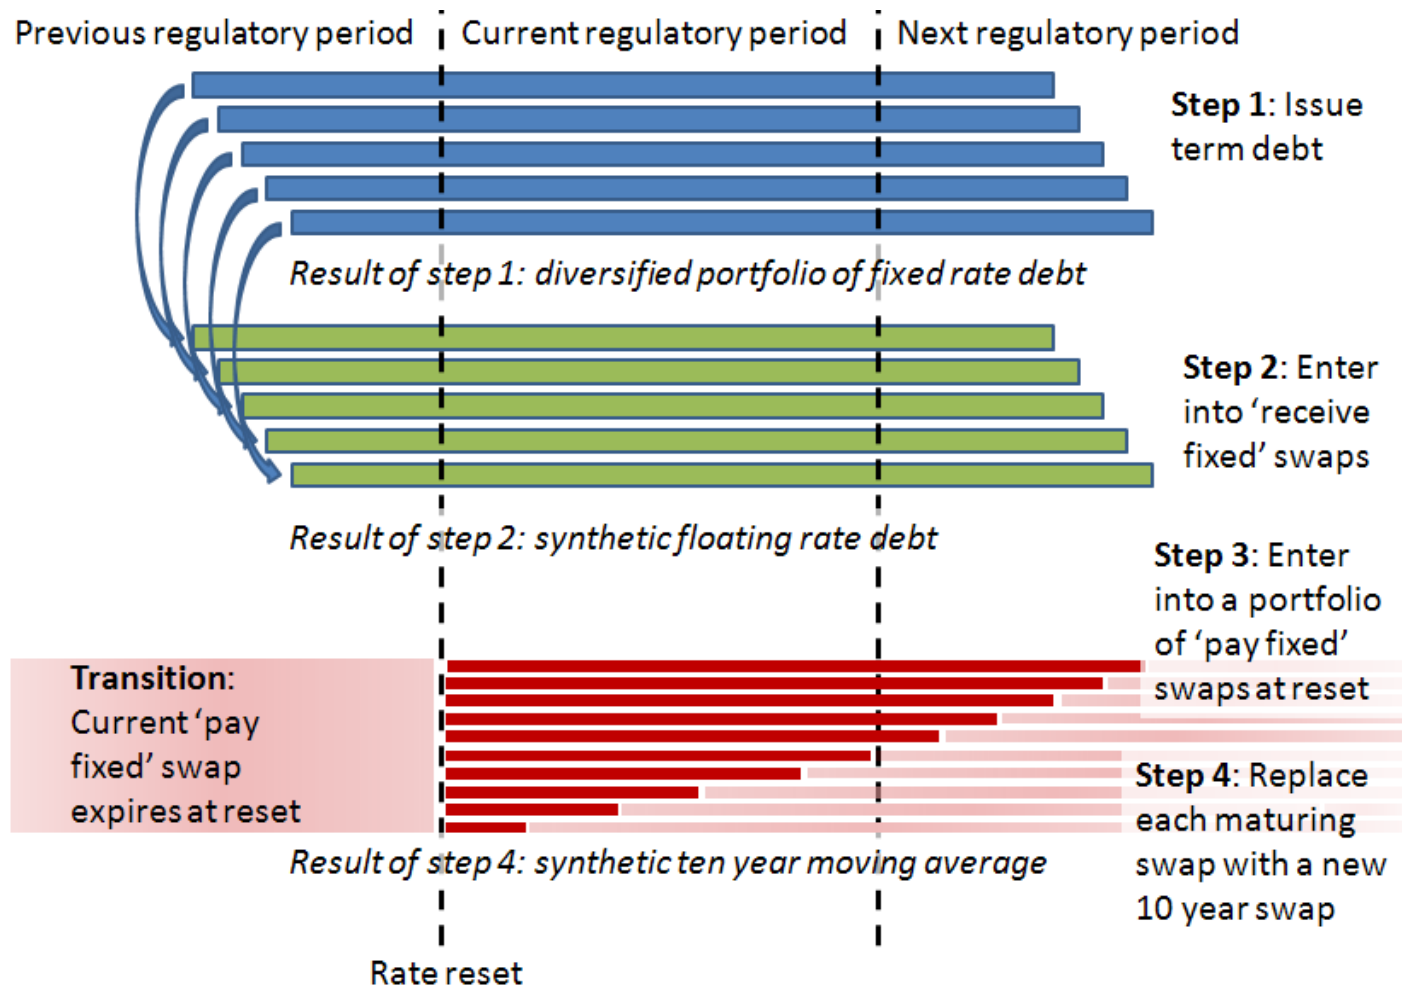 Previous regulatory period
Current regulatory period
Next regulatory period
Step 1: Issue
term debt
Result of step 1: diversified portfolio of fixed rate debt
Step 2: Enter
into ‘receive
fixed’ swaps
Result of step 2: synthetic floating rate debt
Step 3: Enter
into a portfolio
of ‘pay fixed’
swaps at reset
Transition:
Current ‘pay
fixed’ swap
expires at reset
Step 4: Replace
each maturing
swap with a new
10 year swap
Result of step 4: synthetic ten year moving average
Rate reset